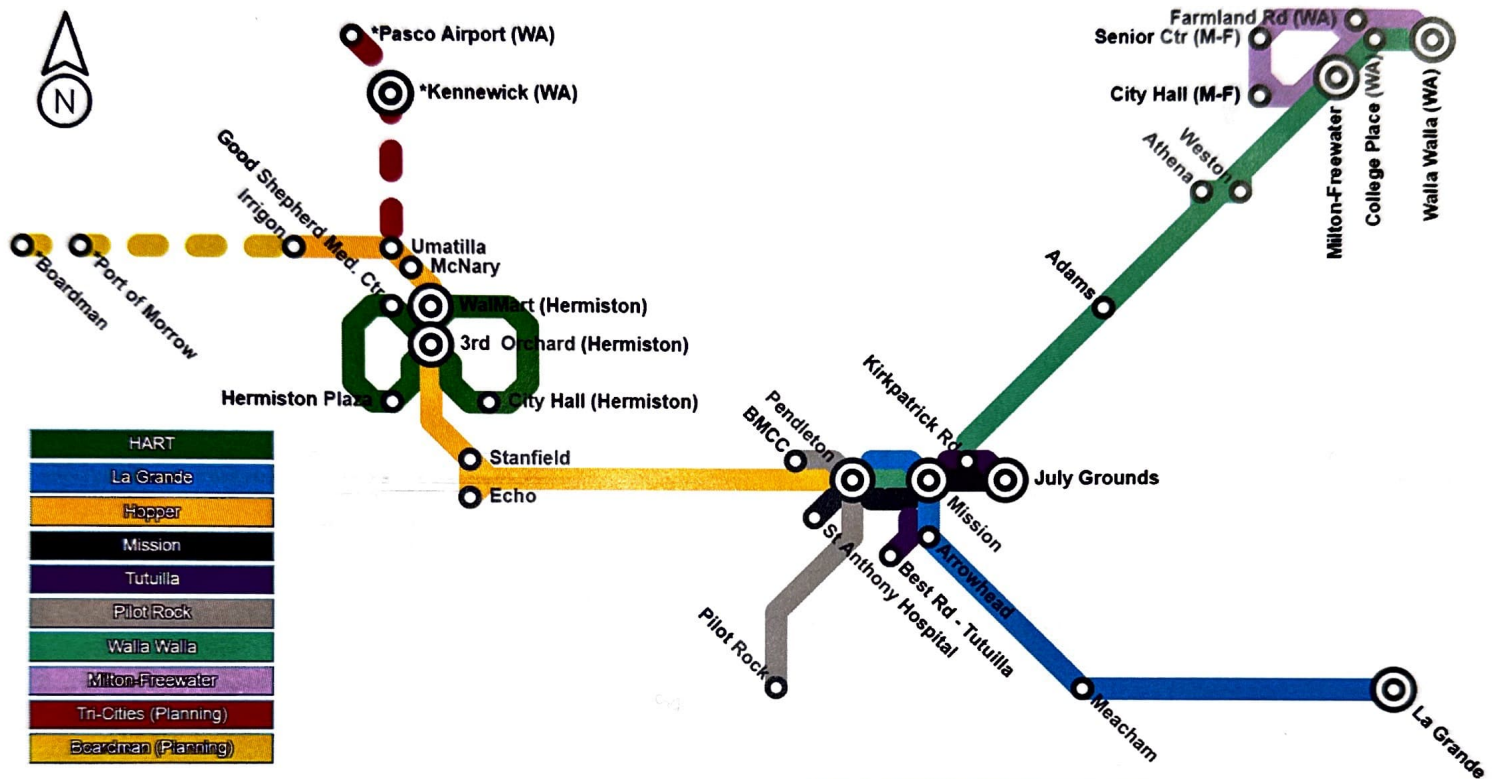 *Pasco Airport (WA)
*Kennewick (WA)
N
Farmland Rd (WA)
Senior Ctr (M-F)
City Hall (M-F)
Milton-Freewater
College Place (WA)
Walla Walla (WA)
Weston
Athena
Adams
Good Shepherd Med. Ctr
Irrigon
Umatilla
McNary
*Boardman
*Port of Morrow
WalMart (Hermiston)
3rd Orchard (Hermiston)
Hermiston Plaza
City Hall (Hermiston)
Stanfield
Echo
Pendleton
BMCC
Kirkpatrick Rd
July Grounds
Mission
Arrowhead
St Anthony Hospital
Best Rd - Tutuilla
Pilot Rock
Meacham
La Grande
HART
La Grande
Hopper
Mission
Tutuilla
Pilot Rock
Walla Walla
Milton-Freewater
Tri-Cities (Planning)
Boardman (Planning)